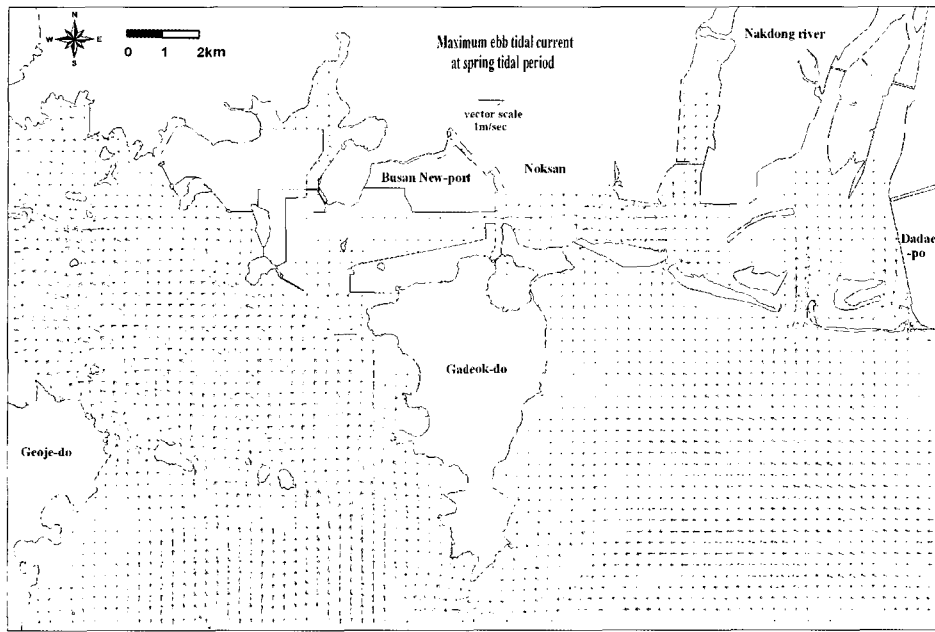 N
W E
S
0 1 2km
Maximum ebb tidal current
at spring tidal period
vector scale
1m/sec
Nakdong river
Busan New-port
Noksan
Dadae
-po
Gadeok-do
Geoje-do